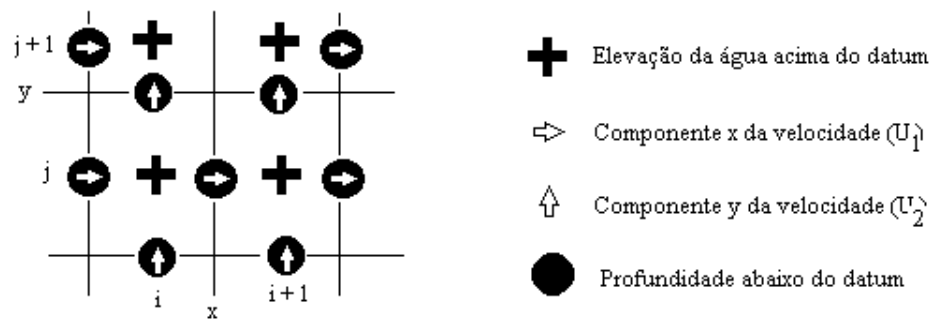 j+1
y
j
i
i+1
x
Elevação da água acima do datum
Componente x da velocidade (U1)
Componente y da velocidade (U2)
Profundidade abaixo do datum